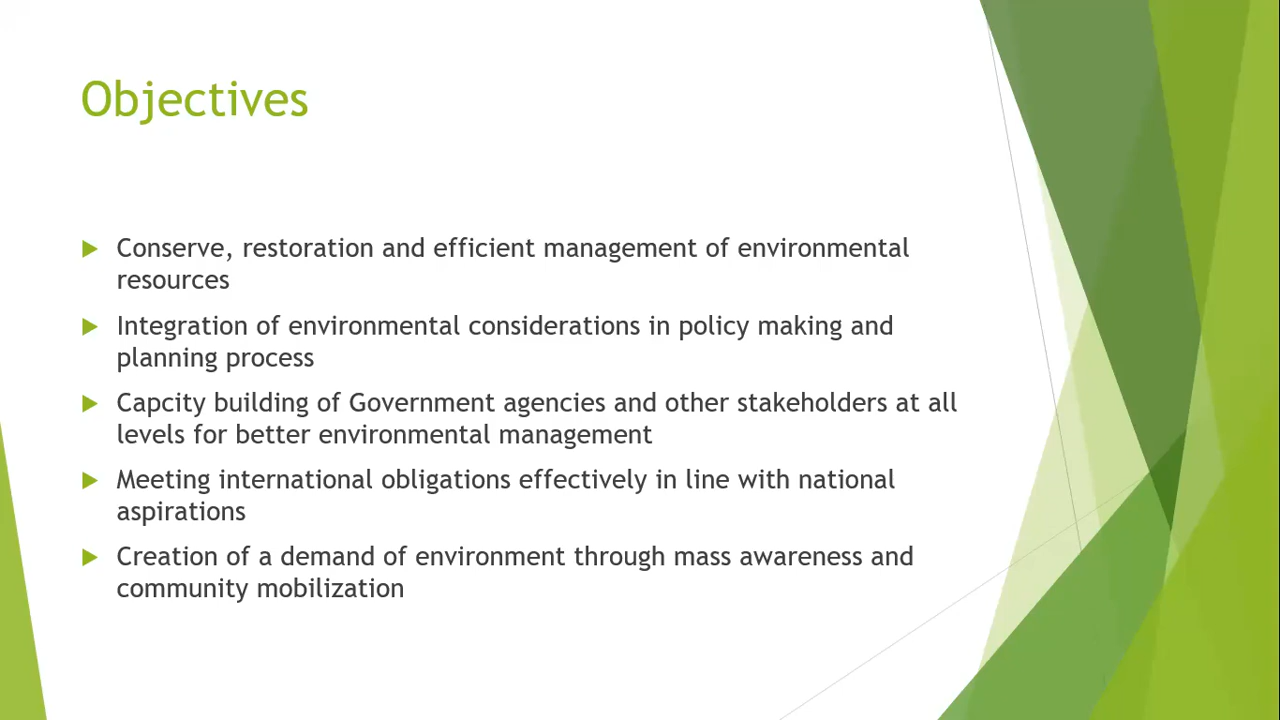 Objectives
Conserve, restoration and efficient management of environmental
resources
Integration of environmental considerations in policy making and
planning process
Capcity building of Government agencies and other stakeholders at all
levels for better environmental management
Meeting international obligations effectively in line with national
aspirations
Creation of a demand of environment through mass awareness and
community mobilization